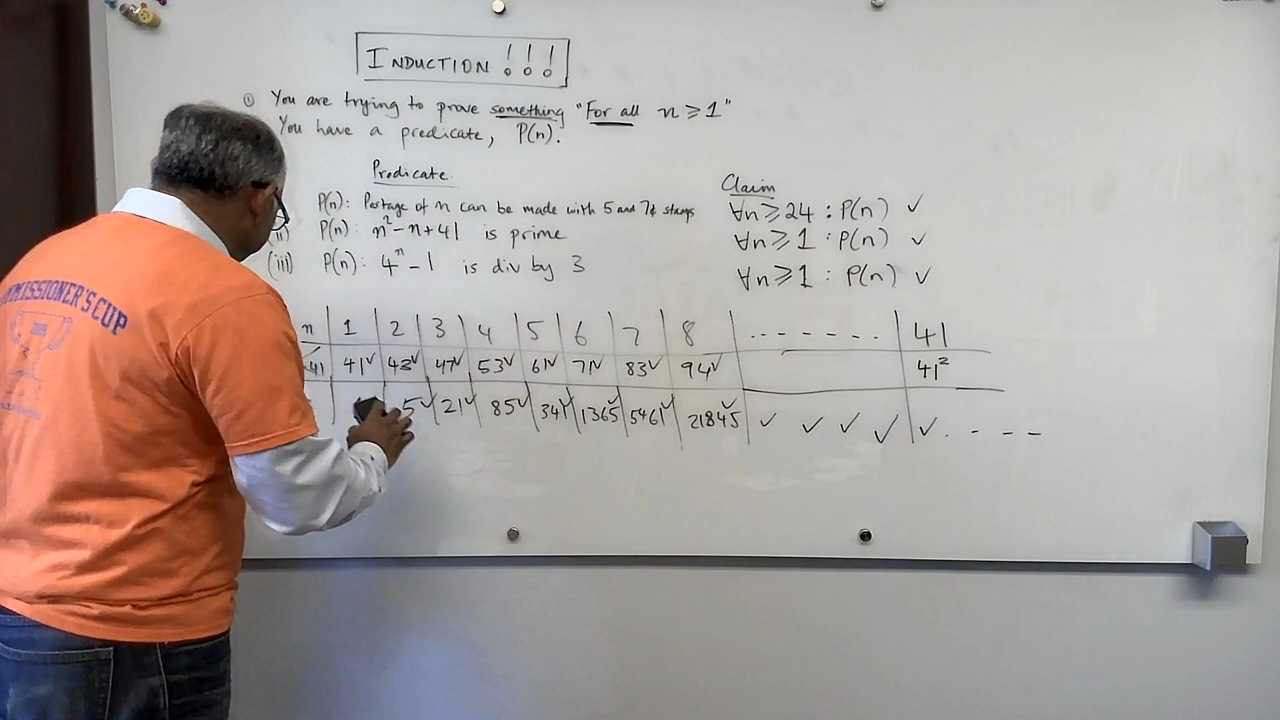 INDUCTION !!!
① You are trying to prove something "For all n ≥ 1"
You have a predicate, P(n).
Predicate
P(n): Postage of n can be made with 5 and 7¢ stamps
(ii) P(n): n² - n + 41 is prime
(iii) P(n): 4ⁿ - 1 is div by 3
Claim
∀n ≥ 24 : P(n) ✓
∀n ≥ 1 : P(n) ✓
∀n ≥ 1 : P(n) ✓
n 1 2 3 4 5 6 7 8 ....... 41
41 41✓ 43✓ 47✓ 53✓ 61✓ 71✓ 83✓ 94✓ 41²
5✓ 21✓ 85✓ 341✓ 1365✓ 5461✓ 21845✓ ✓ ✓ ✓ ✓ ✓. - - -
MMISSIONER'S CUP